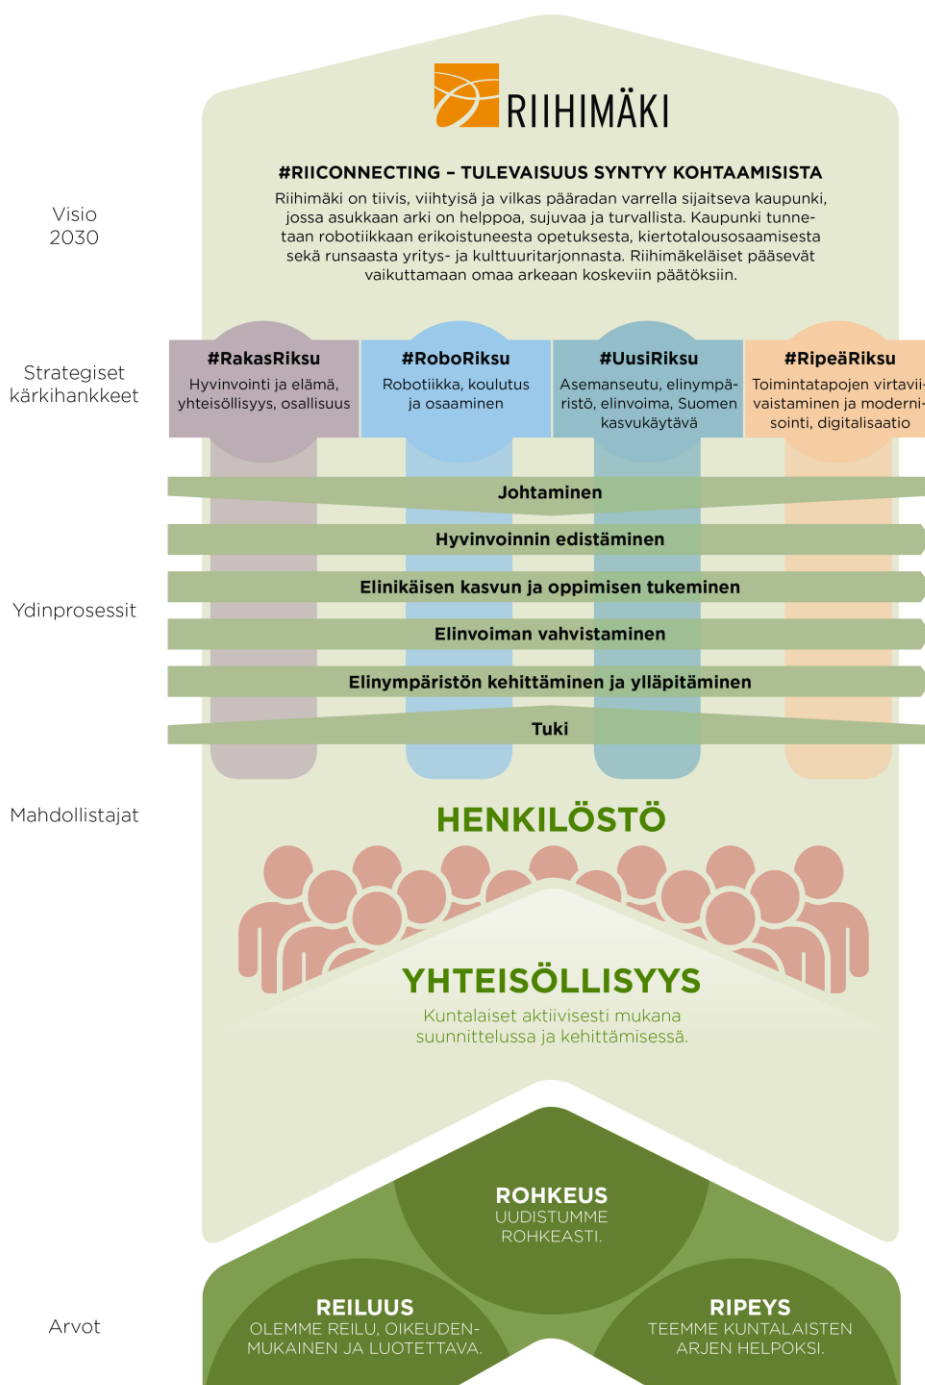 RIIHIMÄKI
#RIICONNECTING – TULEVAISUUS SYNTYY KOHTAAMISISTA
Riihimäki on tiivis, viihtyisä ja vilkas pääradan varrella sijaitseva kaupunki,
jossa asukkaan arki on helppoa, sujuvaa ja turvallista. Kaupunki tunne-
taan robotiikkaan erikoistuneesta opetuksesta, kiertotalousosaamisesta
sekä runsaasta yritys- ja kulttuuritarjonnasta. Riihimäkeläiset pääsevät
vaikuttamaan omaa arkeaan koskeviin päätöksiin.
Visio
2030
Strategiset
kärkihankkeet
#RakasRiksu
Hyvinvointi ja elämä,
yhteisöllisyys, osallisuus
#RoboRiksu
Robotiikka, koulutus
ja osaaminen
#UusiRiksu
Asemanseutu, elinympä-
ristö, elinvoima, Suomen
kasvukäytävä
#RipeäRiksu
Toimintatapojen virtavii-
vaistaminen ja moderni-
sointi, digitalisaatio
Ydinprosessit
Johtaminen
Hyvinvoinnin edistäminen
Elinikäisen kasvun ja oppimisen tukeminen
Elinvoiman vahvistaminen
Elinympäristön kehittäminen ja ylläpitäminen
Tuki
Mahdollistajat
HENKILÖSTÖ
YHTEISÖLLISYYS
Kuntalaiset aktiivisesti mukana
suunnittelussa ja kehittämisessä.
Arvot
ROHKEUS
UUDISTUMME
ROHKEASTI.
REILUUS
OLEMME REILU, OIKEUDEN-
MUKAINEN JA LUOTETTAVA.
RIPEYS
TEEMME KUNTALAISTEN
ARJEN HELPOKSI.